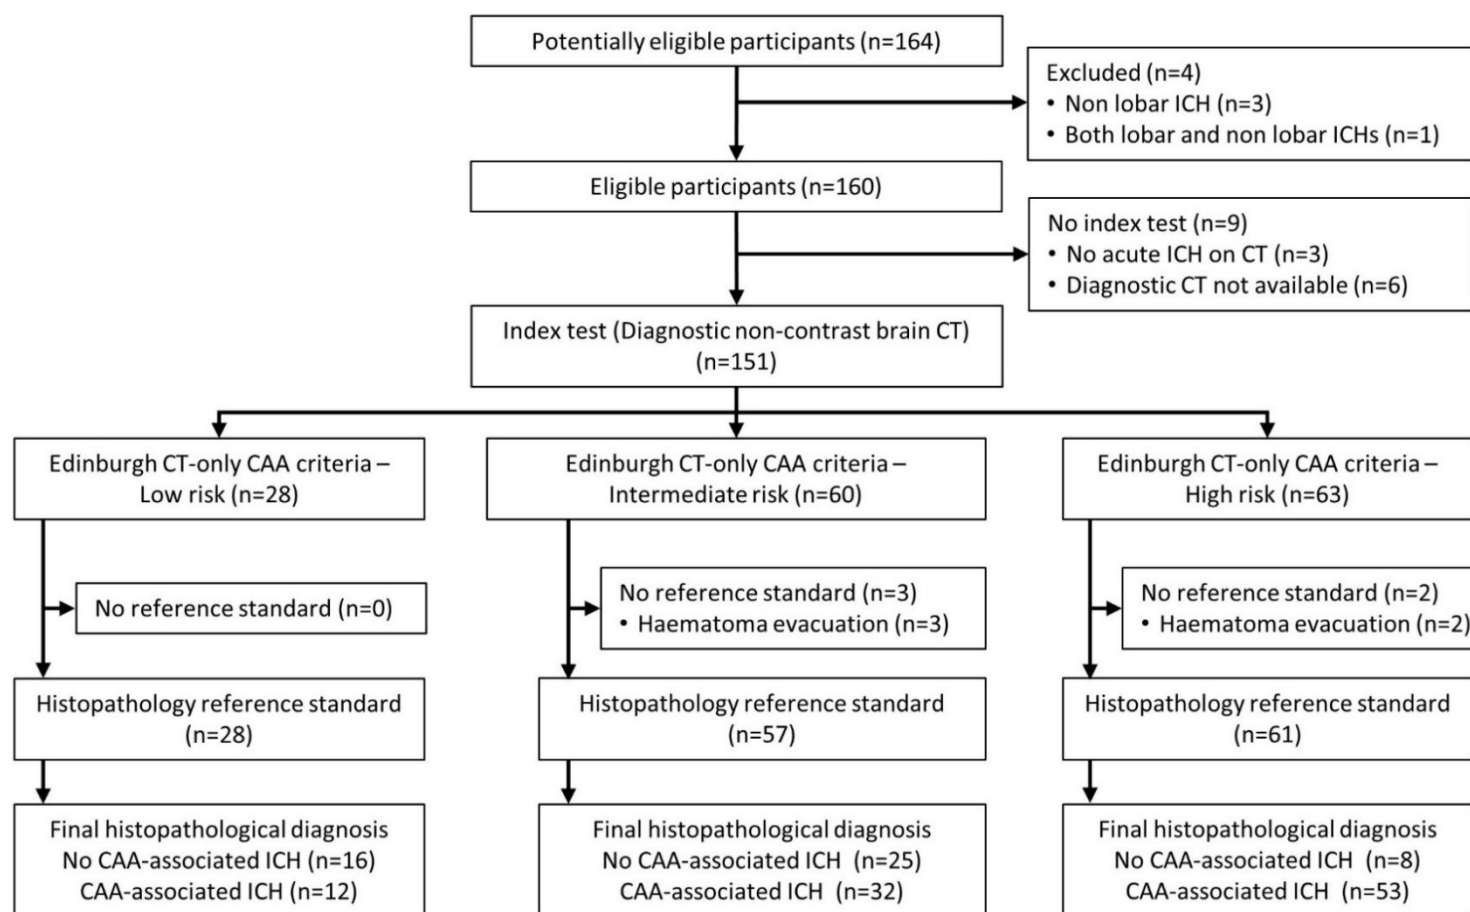 Potentially eligible participants (n=164)
Excluded (n=4)
• Non lobar ICH (n=3)
• Both lobar and non lobar ICHs (n=1)
Eligible participants (n=160)
No index test (n=9)
• No acute ICH on CT (n=3)
• Diagnostic CT not available (n=6)
Index test (Diagnostic non-contrast brain CT)
(n=151)
Edinburgh CT-only CAA criteria –
Low risk (n=28)
Edinburgh CT-only CAA criteria –
Intermediate risk (n=60)
Edinburgh CT-only CAA criteria –
High risk (n=63)
No reference standard (n=0)
No reference standard (n=3)
• Haematoma evacuation (n=3)
No reference standard (n=2)
• Haematoma evacuation (n=2)
Histopathology reference standard
(n=28)
Histopathology reference standard
(n=57)
Histopathology reference standard
(n=61)
Final histopathological diagnosis
No CAA-associated ICH (n=16)
CAA-associated ICH (n=12)
Final histopathological diagnosis
No CAA-associated ICH (n=25)
CAA-associated ICH (n=32)
Final histopathological diagnosis
No CAA-associated ICH (n=8)
CAA-associated ICH (n=53)